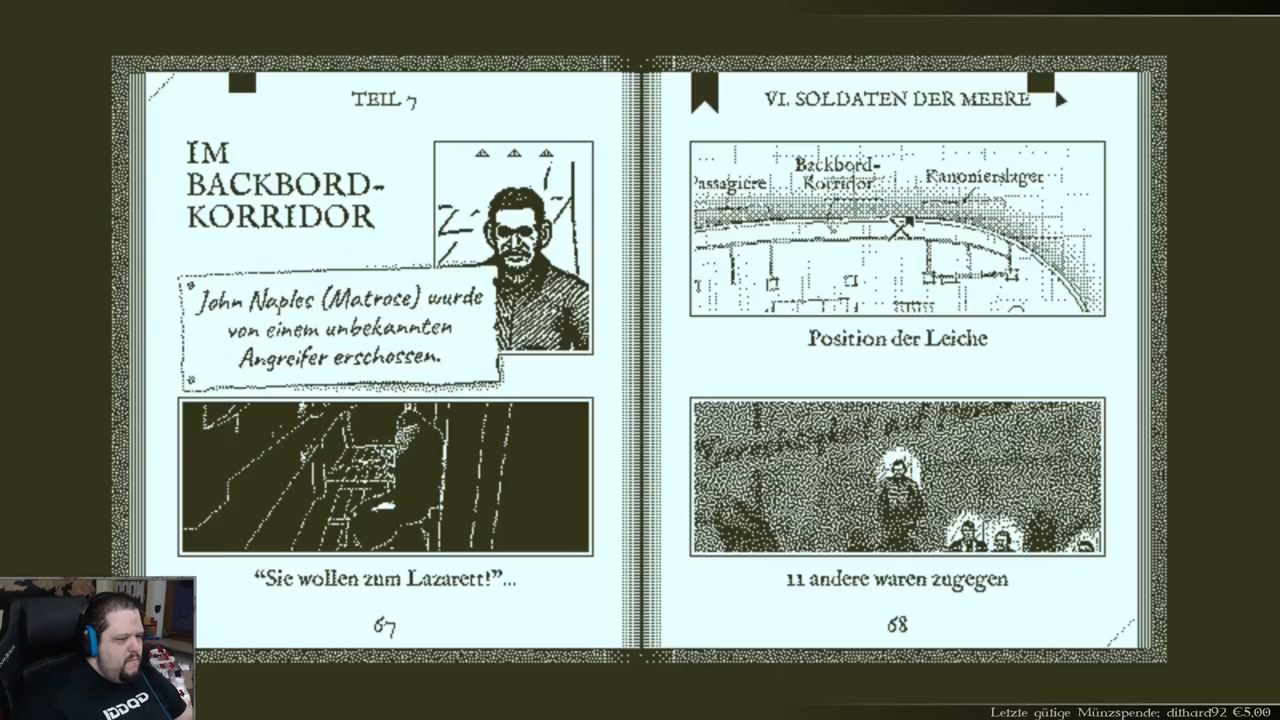 TEIL 7
IM
BACKBORD-
KORRIDOR
John Naples (Matrose) wurde
von einem unbekannten
Angreifer erschossen.
“Sie wollen zum Lazarett!”...
67
VI. SOLDATEN DER MEERE
Backbord-
Korridor
Kanonierslager
Position der Leiche
11 andere waren zugegen
68
IDDQD
Letzte gütige Münzspende: dithard92 €5,00